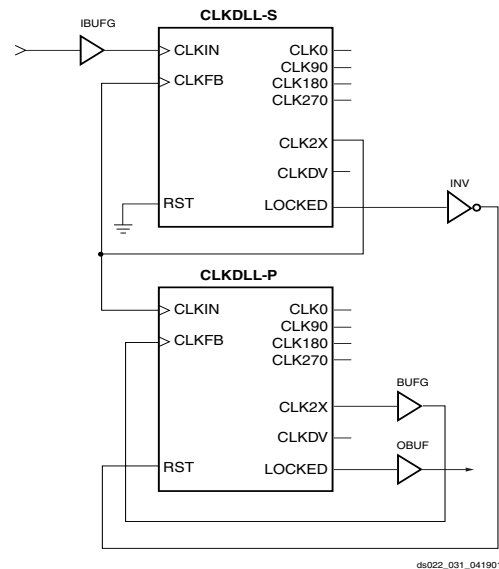 IBUFG
CLKDLL-S
CLKIN
CLK0
CLK90
CLKFB
CLK180
CLK270
CLK2X
CLKDV
INV
RST
LOCKED
CLKDLL-P
CLKIN
CLK0
CLK90
CLKFB
CLK180
CLK270
BUFG
CLK2X
CLKDV
OBUF
RST
LOCKED
ds022_031_041901